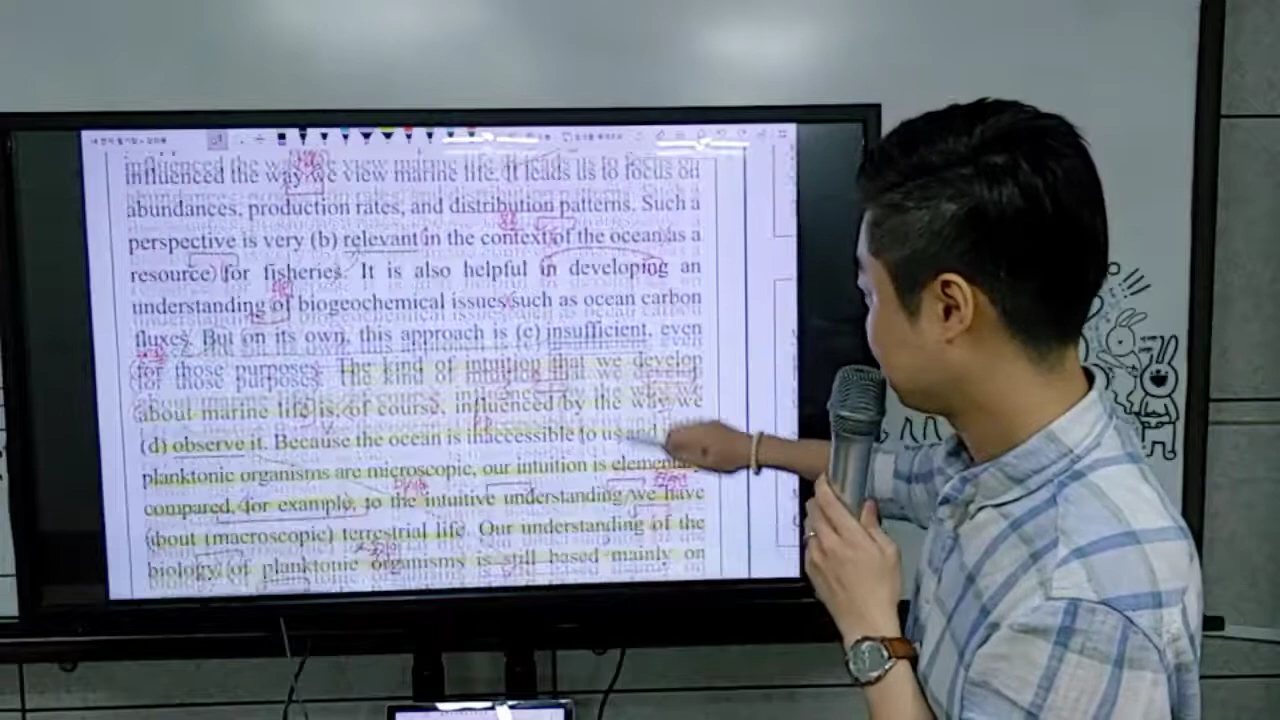 influenced the way we view marine life. It leads us to focus on
abundances, production rates, and distribution patterns. Such a
perspective is very (b) relevant in the context of the ocean as a
resource for fisheries. It is also helpful in developing an
understanding of biogeochemical issues such as ocean carbon
fluxes. But on its own, this approach is (c) insufficient, even
for those purposes. The kind of intuition that we develop
about marine life is, of course, influenced by the way we
(d) observe it. Because the ocean is inaccessible to us and
planktonic organisms are microscopic, our intuition is
compared, for example, to the intuitive understanding we have
about (macroscopic) terrestrial life. Our understanding of the
biology of planktonic organisms is still based mainly on